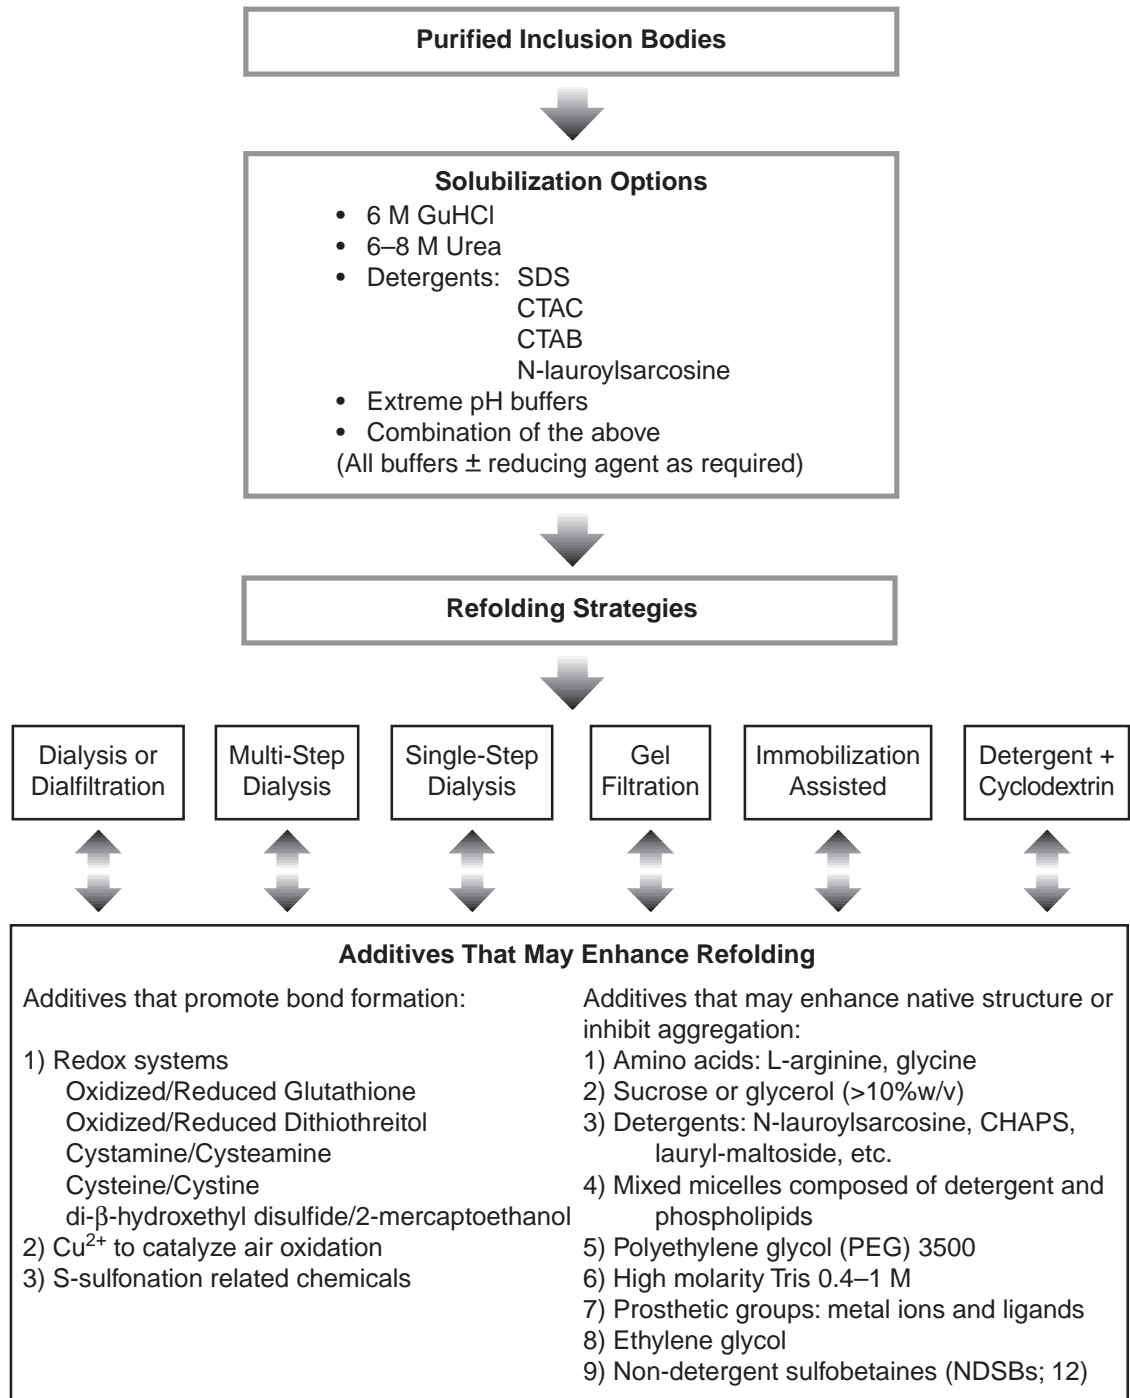 Purified Inclusion Bodies
Solubilization Options
• 6 M GuHCl
• 6–8 M Urea
• Detergents: SDS
CTAC
CTAB
N-lauroylsarcosine
• Extreme pH buffers
• Combination of the above
(All buffers ± reducing agent as required)
Refolding Strategies
Dialysis or
Dialfiltration
Multi-Step
Dialysis
Single-Step
Dialysis
Gel
Filtration
Immobilization
Assisted
Detergent +
Cyclodextrin
Additives That May Enhance Refolding
Additives that promote bond formation:
1) Redox systems
Oxidized/Reduced Glutathione
Oxidized/Reduced Dithiothreitol
Cystamine/Cysteamine
Cysteine/Cystine
di-β-hydroxethyl disulfide/2-mercaptoethanol
2) Cu²⁺ to catalyze air oxidation
3) S-sulfonation related chemicals
Additives that may enhance native structure or
inhibit aggregation:
1) Amino acids: L-arginine, glycine
2) Sucrose or glycerol (>10%w/v)
3) Detergents: N-lauroylsarcosine, CHAPS,
lauryl-maltoside, etc.
4) Mixed micelles composed of detergent and
phospholipids
5) Polyethylene glycol (PEG) 3500
6) High molarity Tris 0.4–1 M
7) Prosthetic groups: metal ions and ligands
8) Ethylene glycol
9) Non-detergent sulfobetaines (NDSBs; 12)